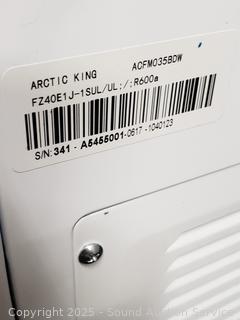 ARCTIC KING ACFM035BDW
FZ40E1J-1SUL/UL:/:R600a
S/N:341-A5455001-0617-1040123
Copyright 2025 - Sound Auction Service